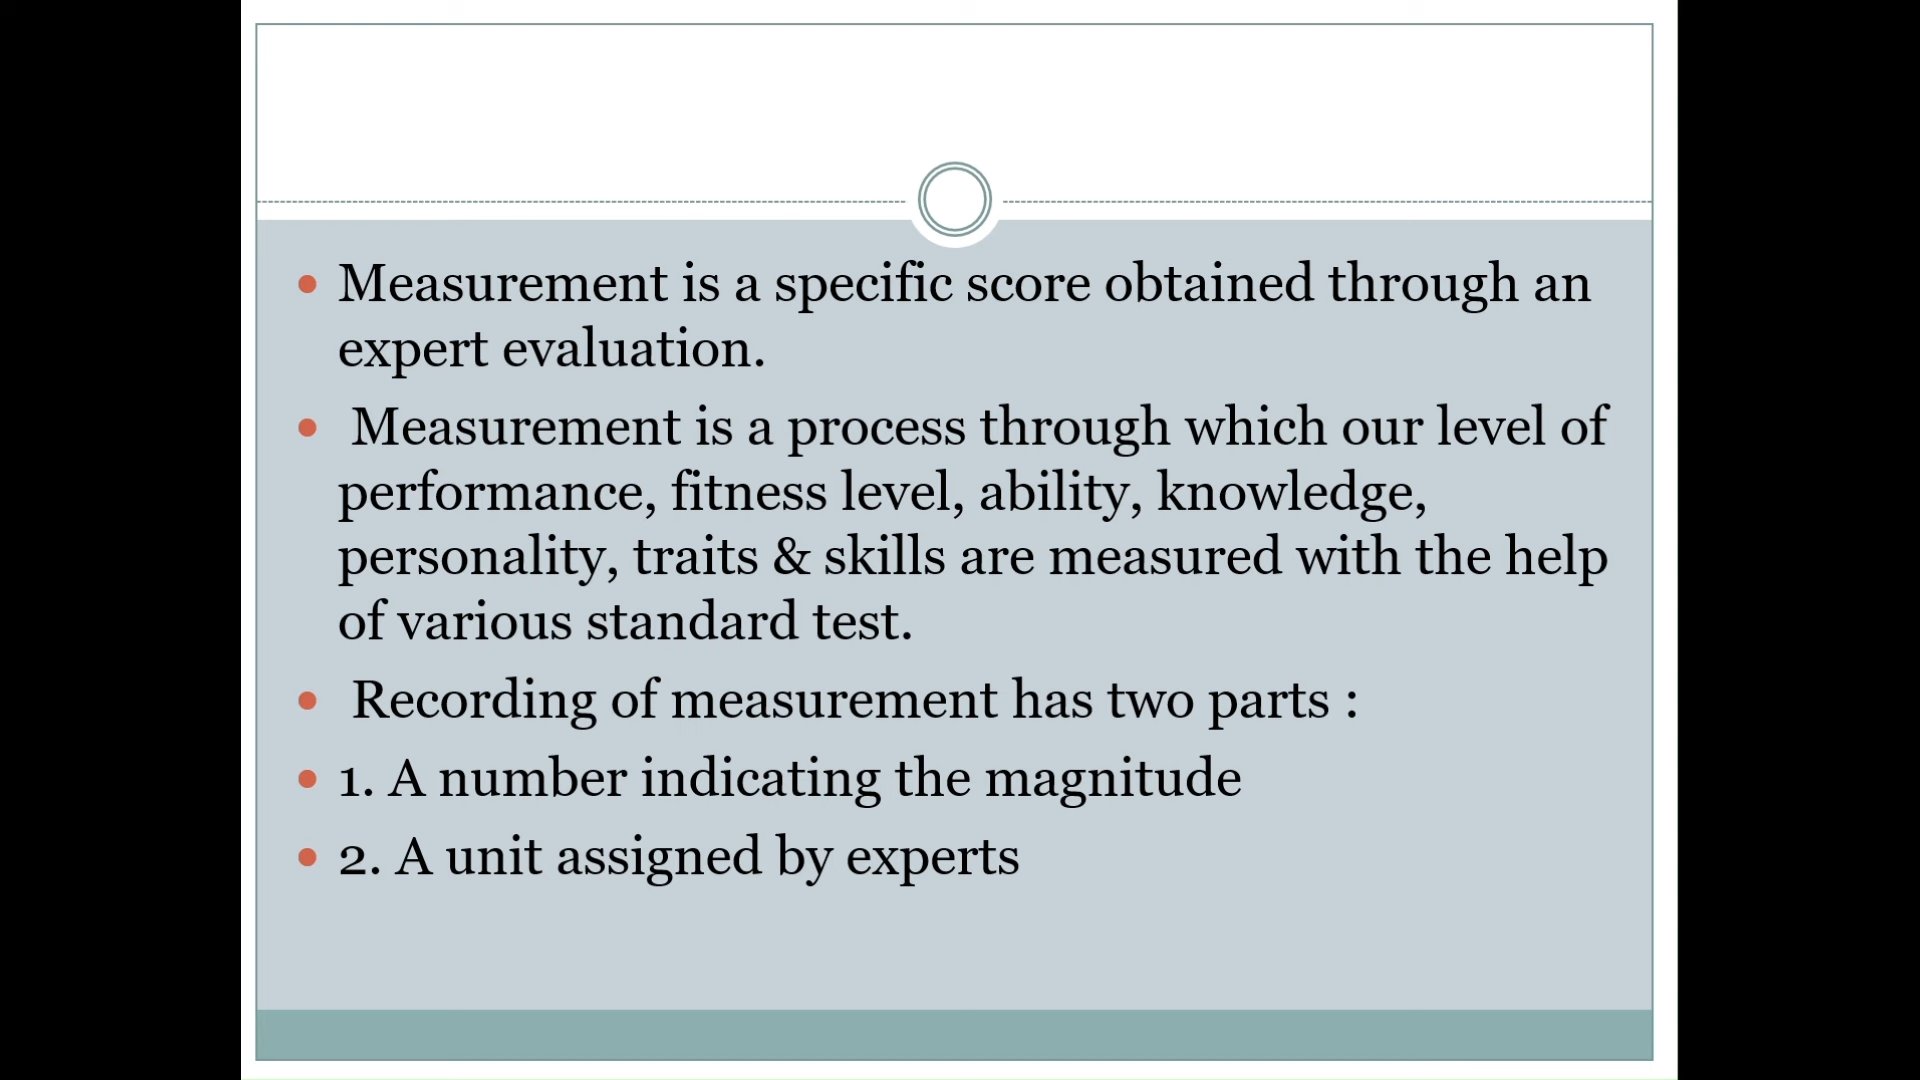 Measurement is a specific score obtained through an
expert evaluation.
Measurement is a process through which our level of
performance, fitness level, ability, knowledge,
personality, traits & skills are measured with the help
of various standard test.
Recording of measurement has two parts :
1. A number indicating the magnitude
2. A unit assigned by experts